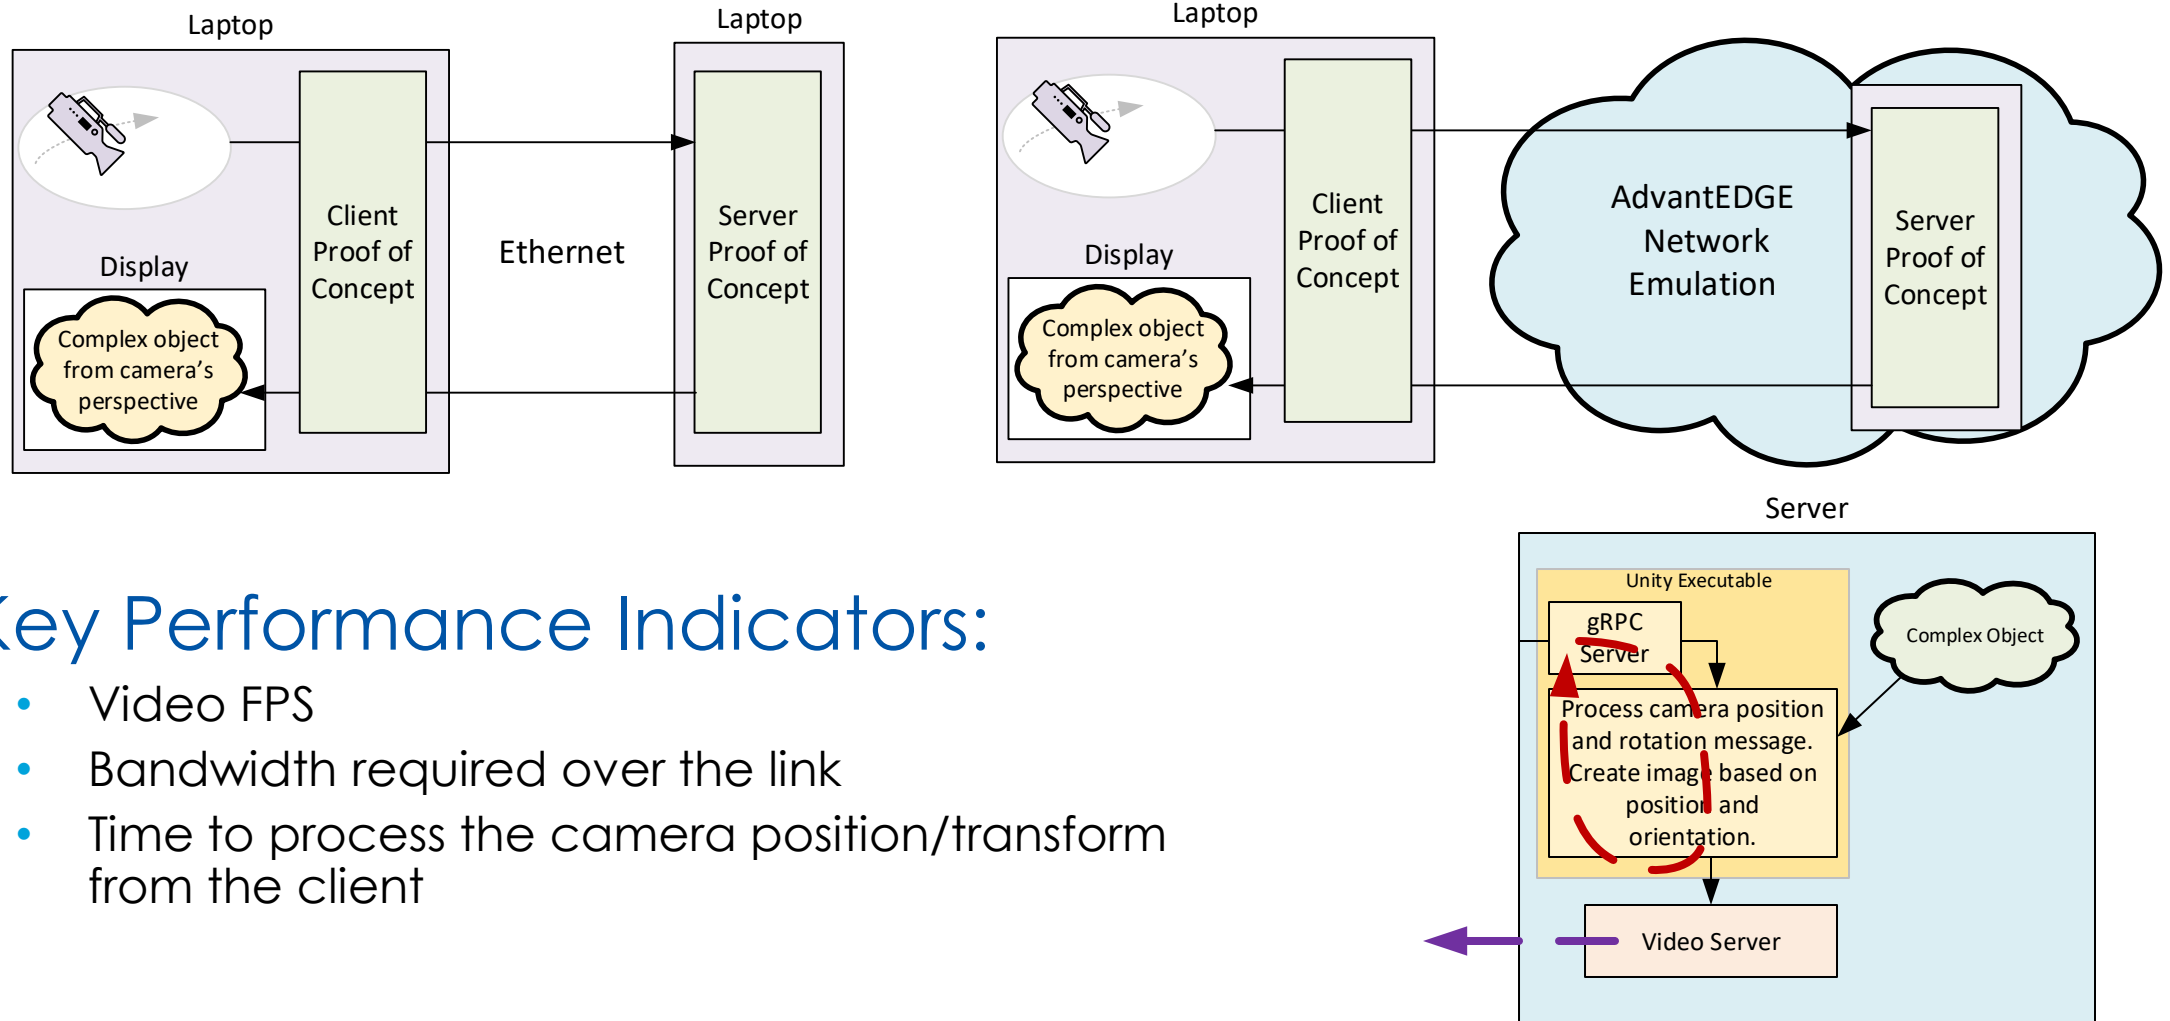 Laptop
Laptop
Client
Proof of
Concept
Ethernet
Server
Proof of
Concept
Display
Complex object
from camera's
perspective
Laptop
Client
Proof of
Concept
AdvantEDGE
Network
Emulation
Server
Proof of
Concept
Display
Complex object
from camera's
perspective
Key Performance Indicators:
• Video FPS
• Bandwidth required over the link
• Time to process the camera position/transform
from the client
Server
Unity Executable
gRPC
Server
Complex Object
Process camera position
and rotation message.
Create image based on
position and
orientation.
Video Server